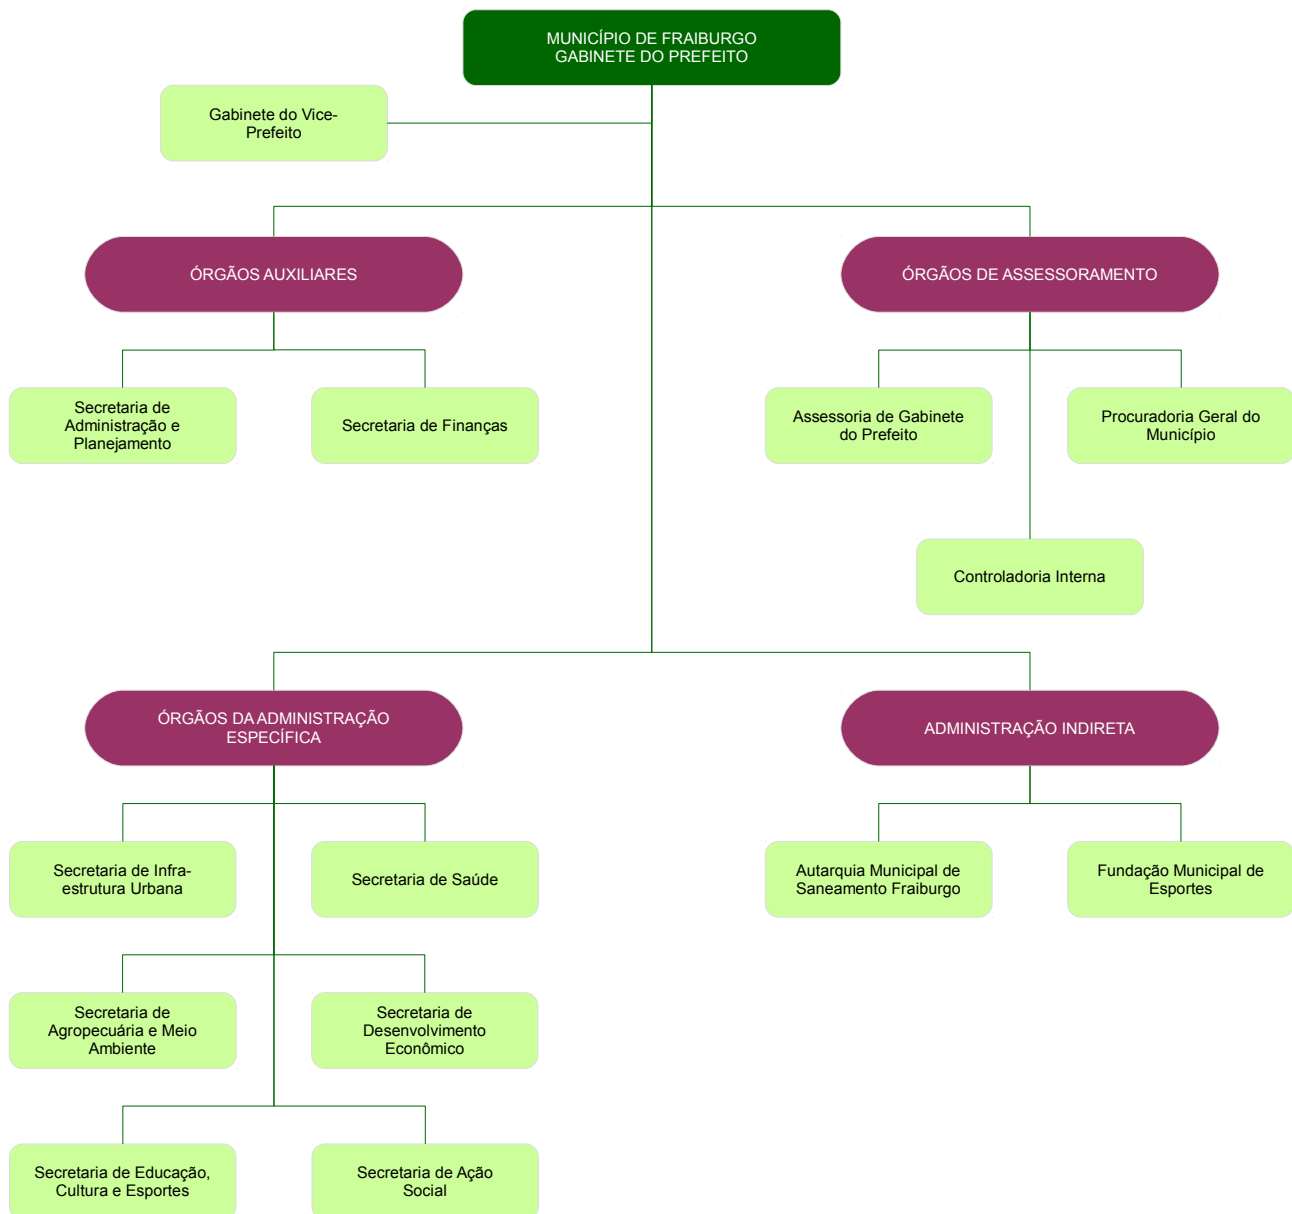 MUNICÍPIO DE FRAIBURGO
GABINETE DO PREFEITO
Gabinete do Vice-
Prefeito
ÓRGÃOS AUXILIARES
ÓRGÃOS DE ASSESSORAMENTO
Secretaria de
Administração e
Planejamento
Secretaria de Finanças
Assessoria de Gabinete
do Prefeito
Procuradoria Geral do
Município
Controladoria Interna
ÓRGÃOS DA ADMINISTRAÇÃO
ESPECÍFICA
ADMINISTRAÇÃO INDIRETA
Secretaria de Infra-
estrutura Urbana
Secretaria de Saúde
Autarquia Municipal de
Saneamento Fraiburgo
Fundação Municipal de
Esportes
Secretaria de
Agropecuária e Meio
Ambiente
Secretaria de
Desenvolvimento
Econômico
Secretaria de Educação,
Cultura e Esportes
Secretaria de Ação
Social